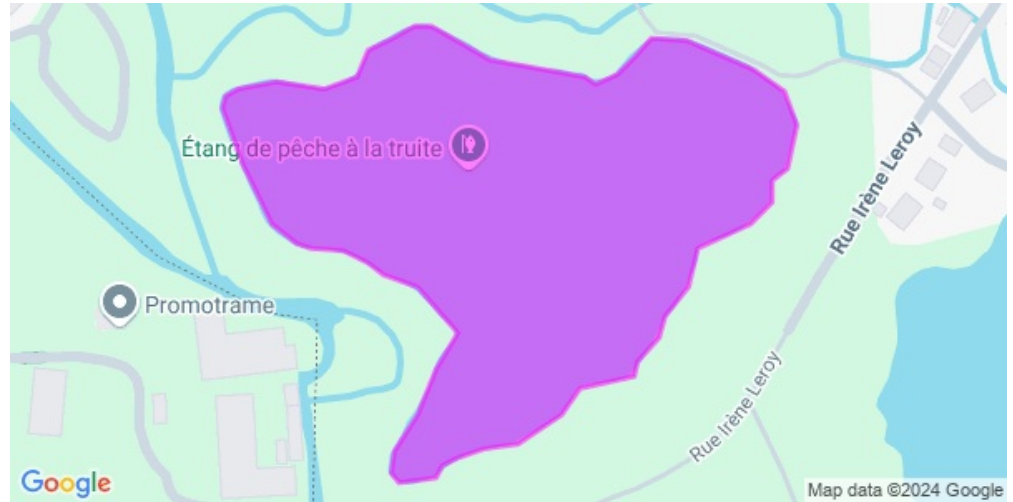 Étang de pêche à la truite
Rue Irène Leroy
Promotrame
Rue Irène Leroy
Google
Map data ©2024 Google